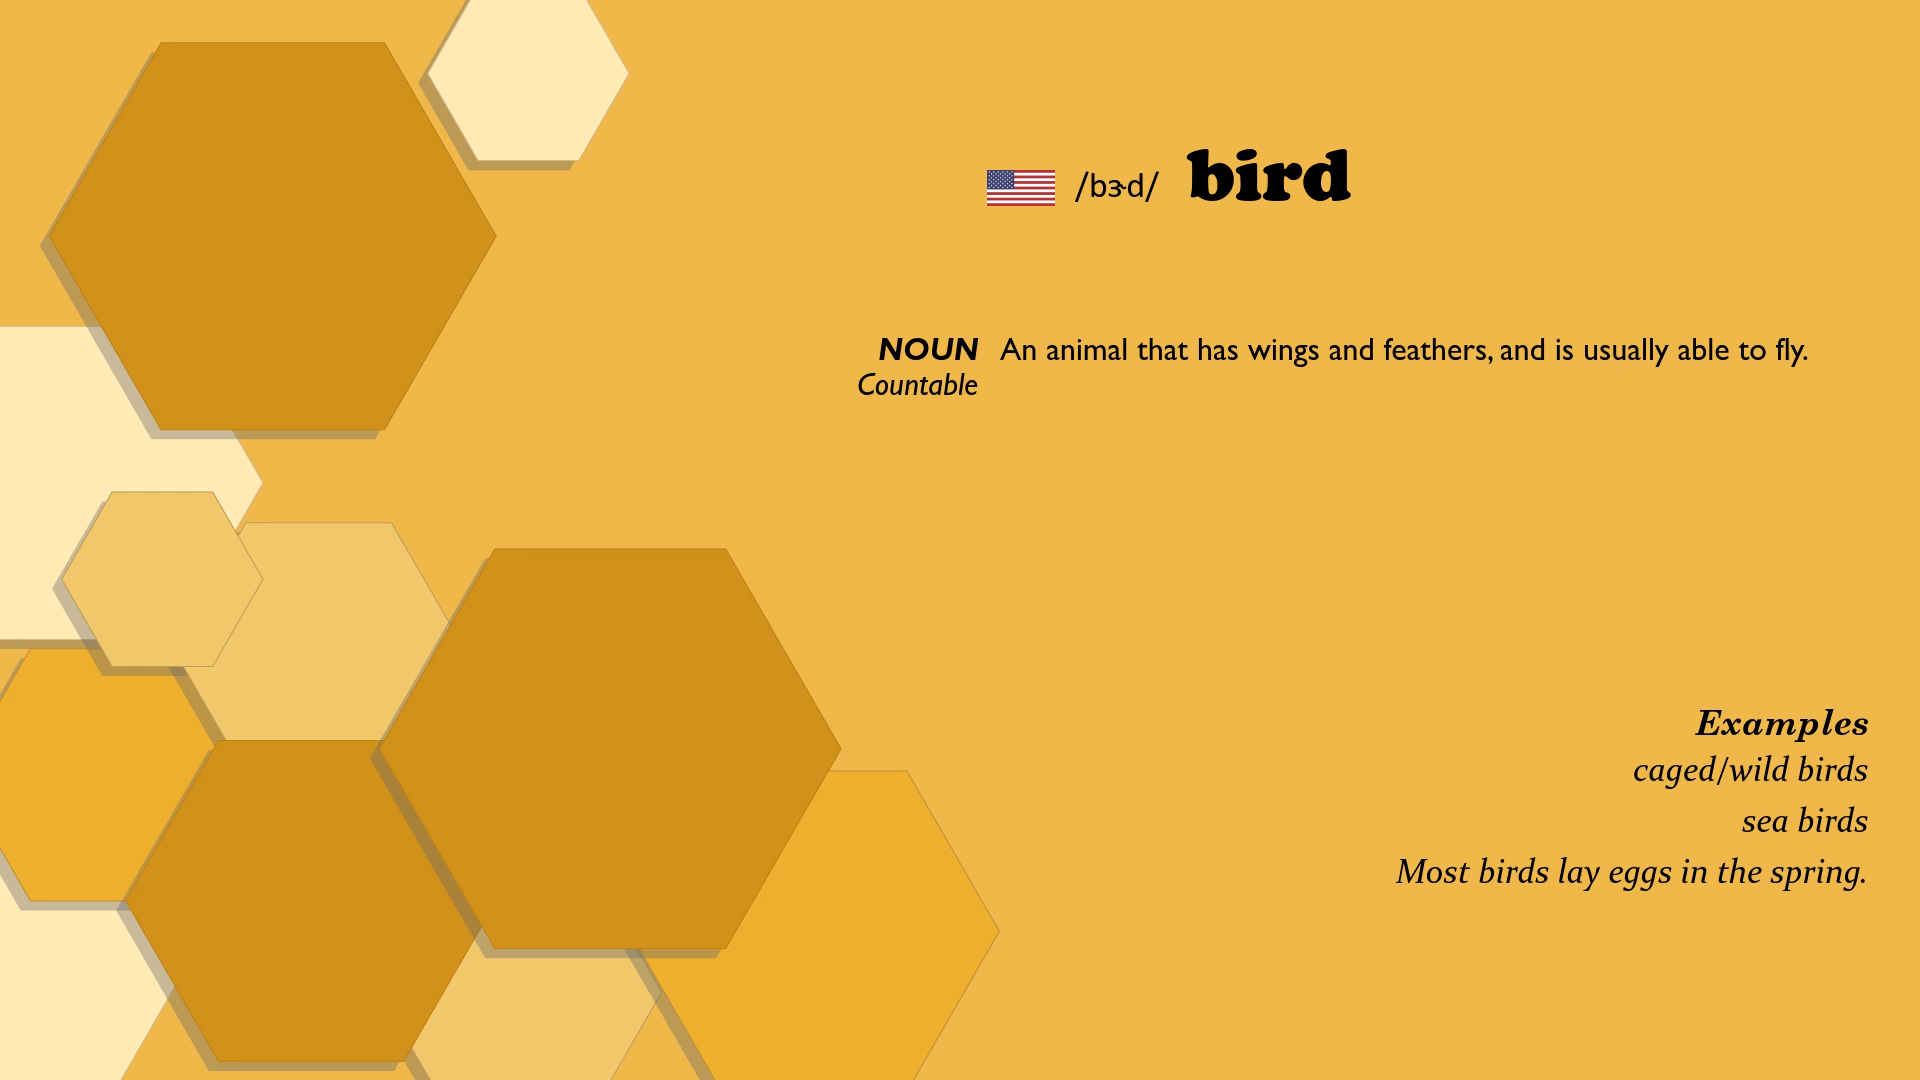 /bɝd/ bird
NOUN An animal that has wings and feathers, and is usually able to fly.
Countable
Examples
caged/wild birds
sea birds
Most birds lay eggs in the spring.